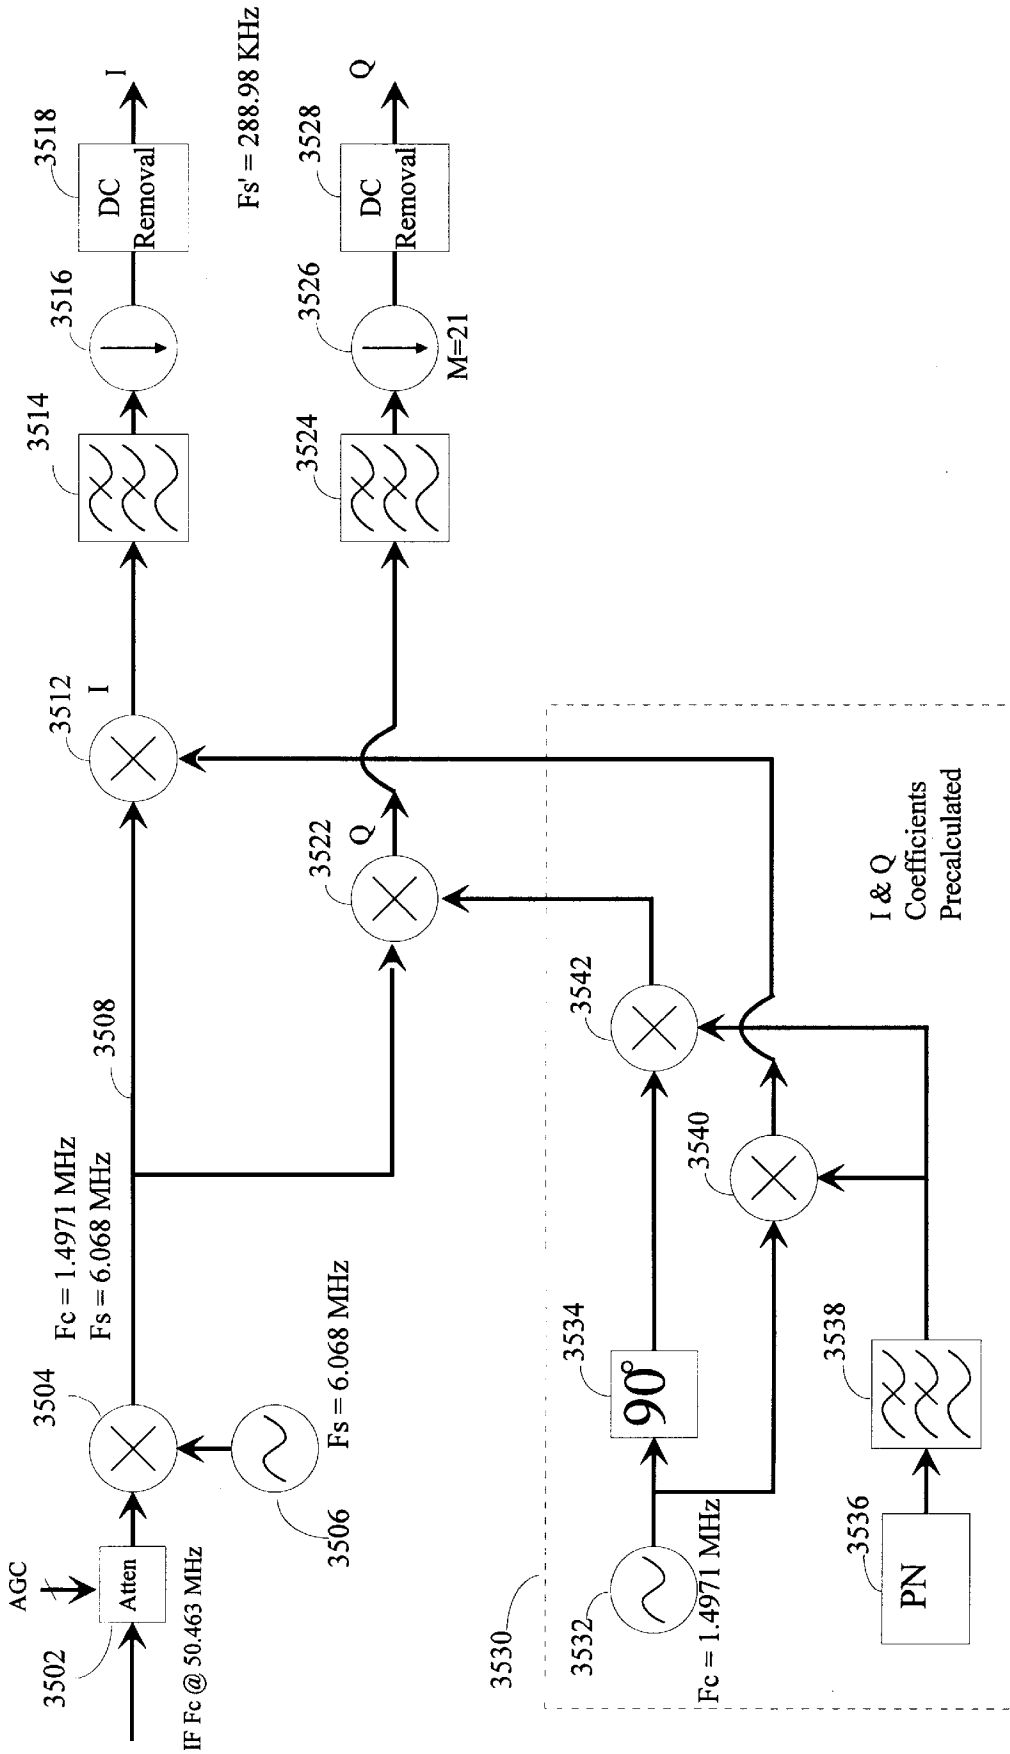 AGC
3502
Atten
IF Fc @ 50.463 MHz
3504
3506
Fs = 6.068 MHz
Fc = 1.4971 MHz
Fs = 6.068 MHz
3508
3512
I
3514
3516
3518
DC
Removal
I
Fs' = 288.98 KHz
3522
Q
3524
3526
M=21
3528
DC
Removal
Q
3530
3532
Fc = 1.4971 MHz
3534
90°
3542
3540
3536
PN
3538
I & Q
Coefficients
Precalculated